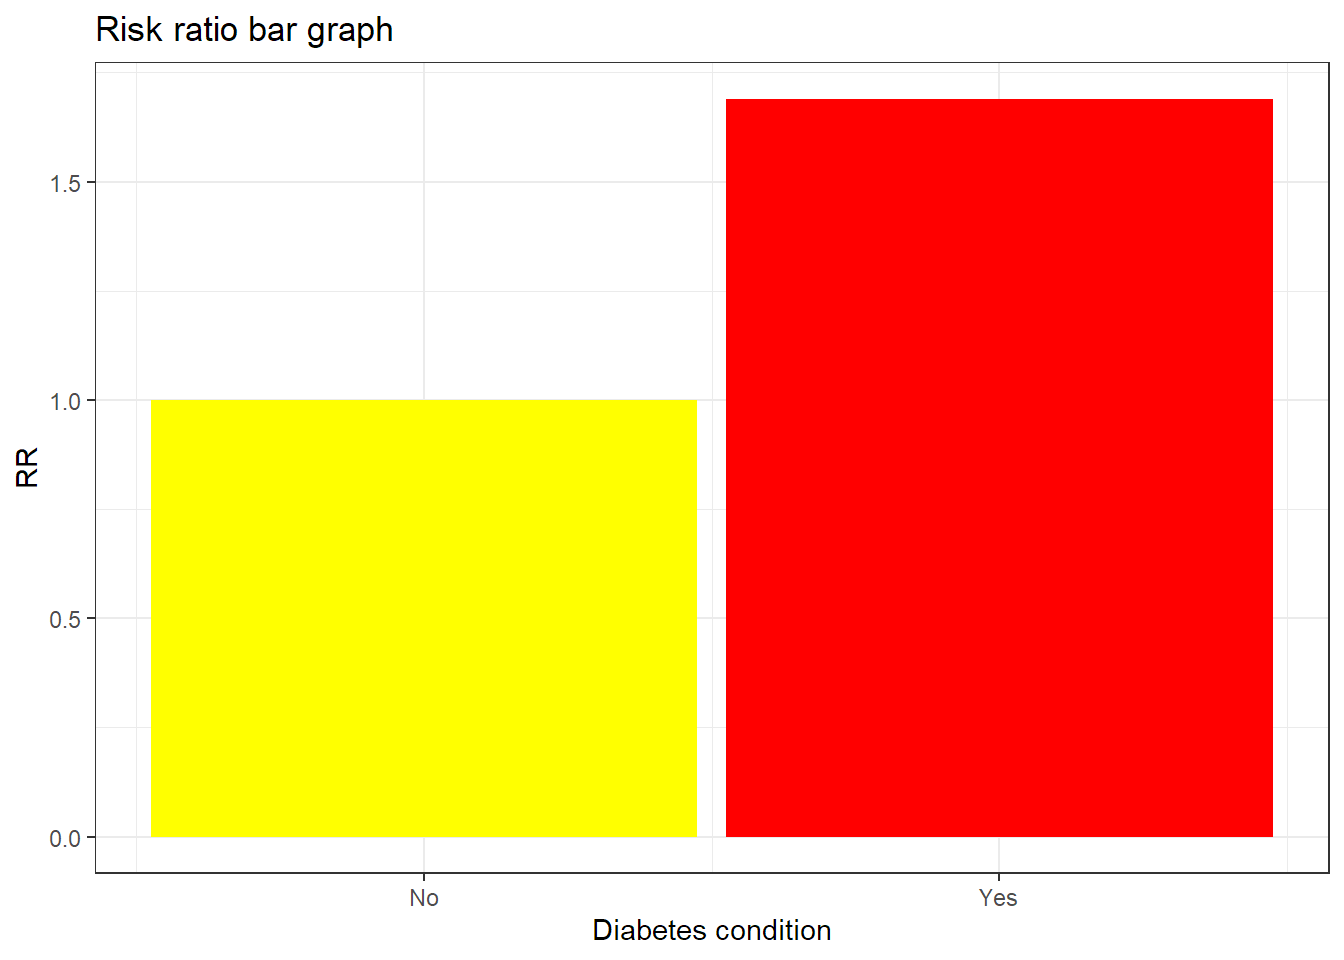 Risk ratio bar graph
1.5
1.0
RR
0.5
0.0
No Yes
Diabetes condition